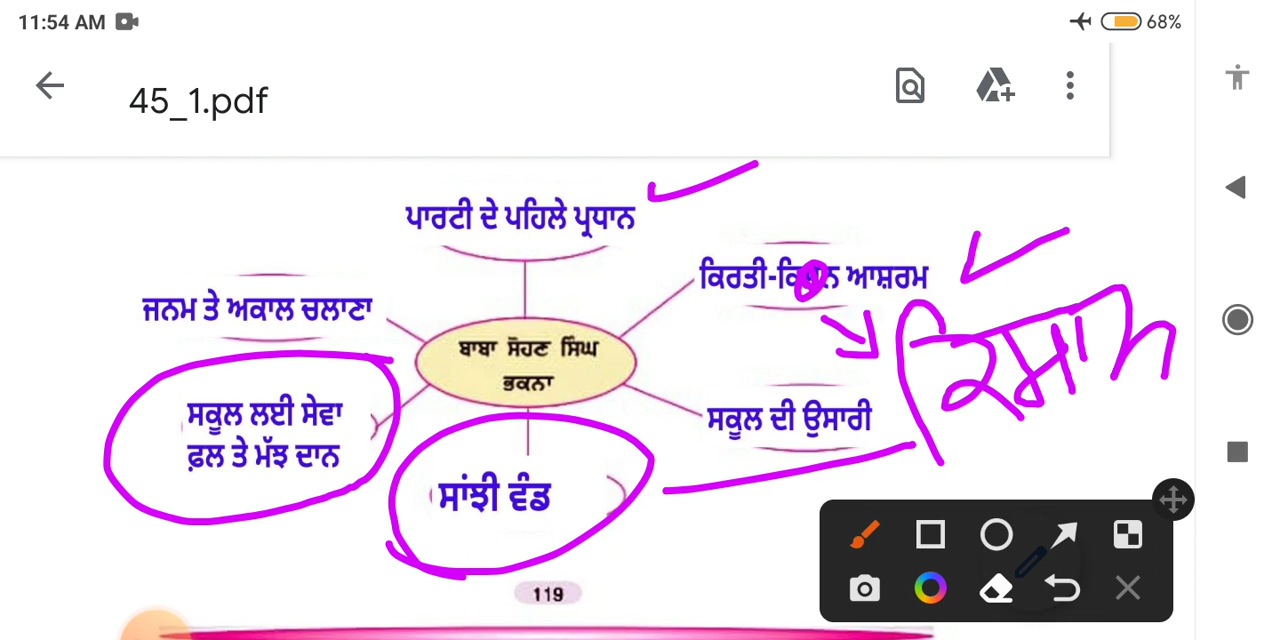 11:54 AM
68%
45_1.pdf
ਪਾਰਟੀ ਦੇ ਪਹਿਲੇ ਪ੍ਰਧਾਨ
ਕਿਰਤੀ- ਆਸ਼ਰਮ
ਜਨਮ ਤੇ ਅਕਾਲ ਚਲਾਣਾ
ਬਾਬਾ ਸੋਹਣ ਸਿੰਘ
ਭਕਨਾ
ਕਿਸਾਨ
ਸਕੂਲ ਲਈ ਸੇਵਾ
ਫ਼ਲ ਤੇ ਮੱਝ ਦਾਨ
ਸਕੂਲ ਦੀ ਉਸਾਰੀ
ਸਾਂਝੀ ਵੰਡ
119